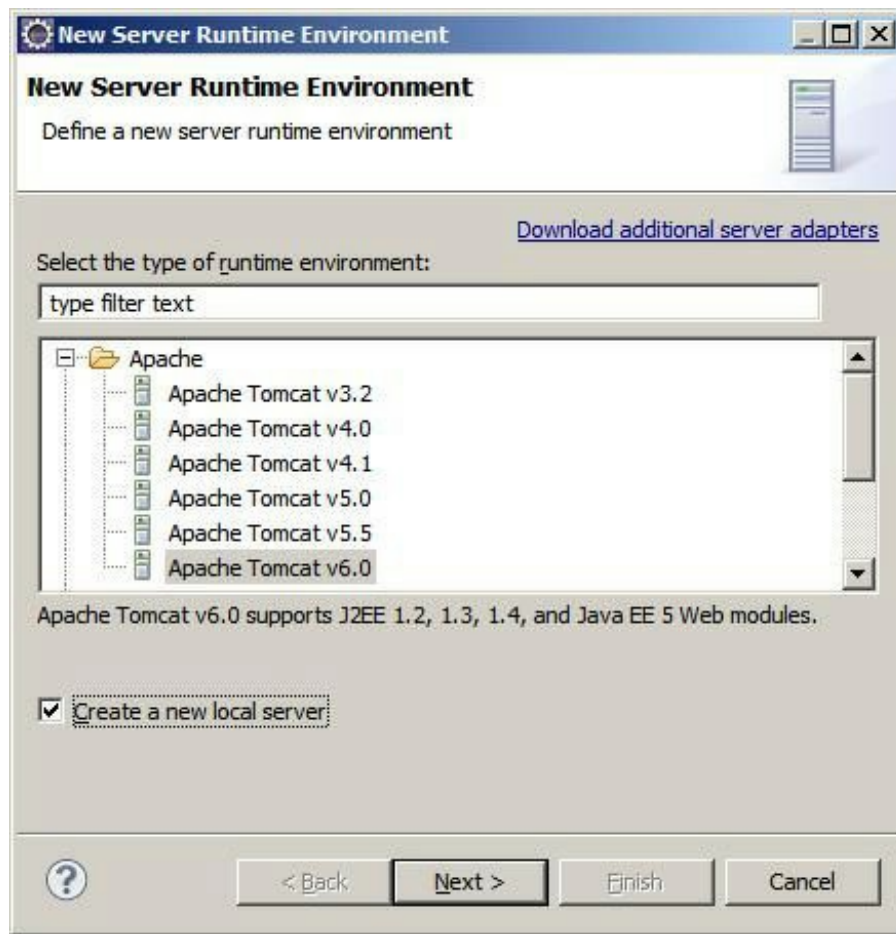 New Server Runtime Environment
New Server Runtime Environment
Define a new server runtime environment
Download additional server adapters
Select the type of runtime environment:
type filter text
Apache
Apache Tomcat v3.2
Apache Tomcat v4.0
Apache Tomcat v4.1
Apache Tomcat v5.0
Apache Tomcat v5.5
Apache Tomcat v6.0
Apache Tomcat v6.0 supports J2EE 1.2, 1.3, 1.4, and Java EE 5 Web modules.
Create a new local server
? < Back Next > Finish Cancel